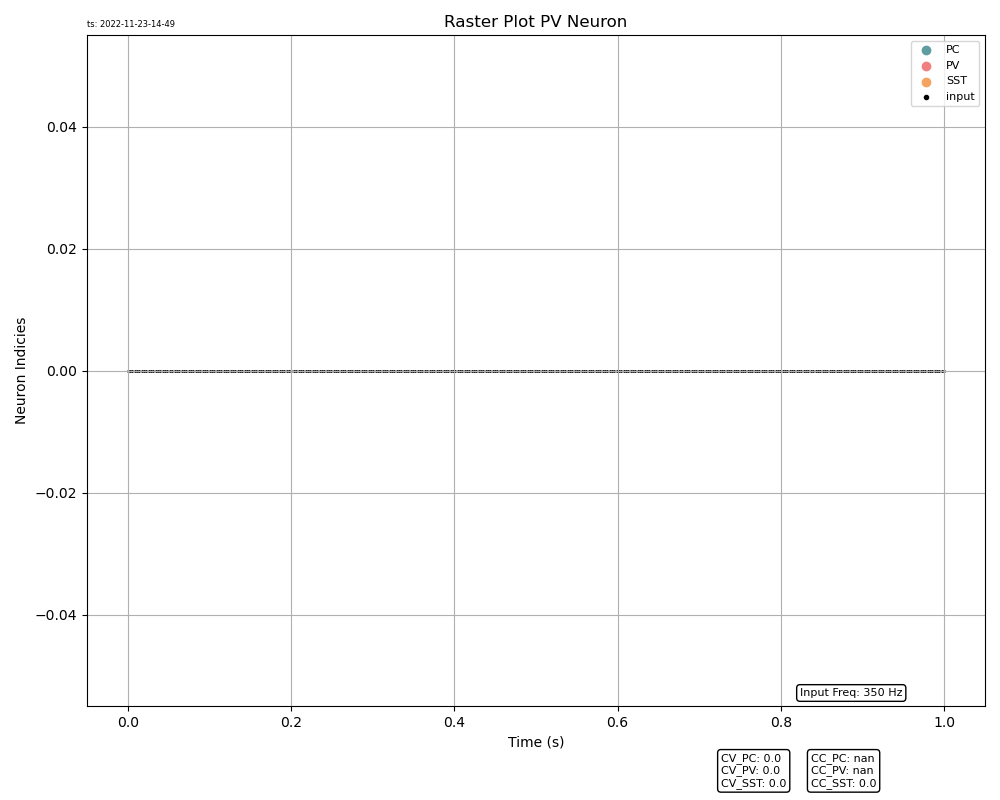 ts: 2022-11-23-14-49
Raster Plot PV Neuron
PC
PV
SST
input
0.04
0.02
0.00
−0.02
−0.04
Neuron Indicies
Input Freq: 350 Hz
0.0 0.2 0.4 0.6 0.8 1.0
Time (s)
CV_PC: 0.0
CV_PV: 0.0
CV_SST: 0.0
CC_PC: nan
CC_PV: nan
CC_SST: 0.0